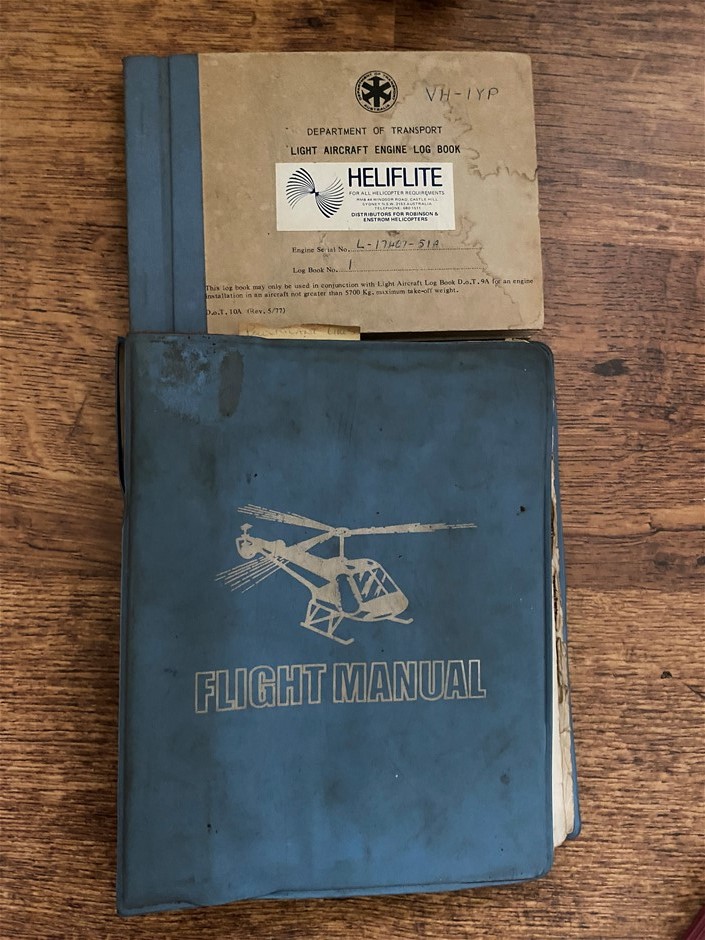 VH-IYP
DEPARTMENT OF TRANSPORT
LIGHT AIRCRAFT ENGINE LOG BOOK
HELIFLITE
FOR ALL HELICOPTER REQUIREMENTS
SYDNEY N.S.W. 2154 AUSTRALIA
DISTRIBUTORS FOR ROBINSON &
ENSTROM HELICOPTERS
Engine Serial No. L-17407-51A
Log Book No. 1
This log book may only be used in conjunction with Light Aircraft Log Book D.o.T. 9A for an engine
installation in an aircraft not greater than 5700 Kg. maximum take-off weight.
D.o.T. 10A (Rev. 5/77)
FLIGHT MANUAL